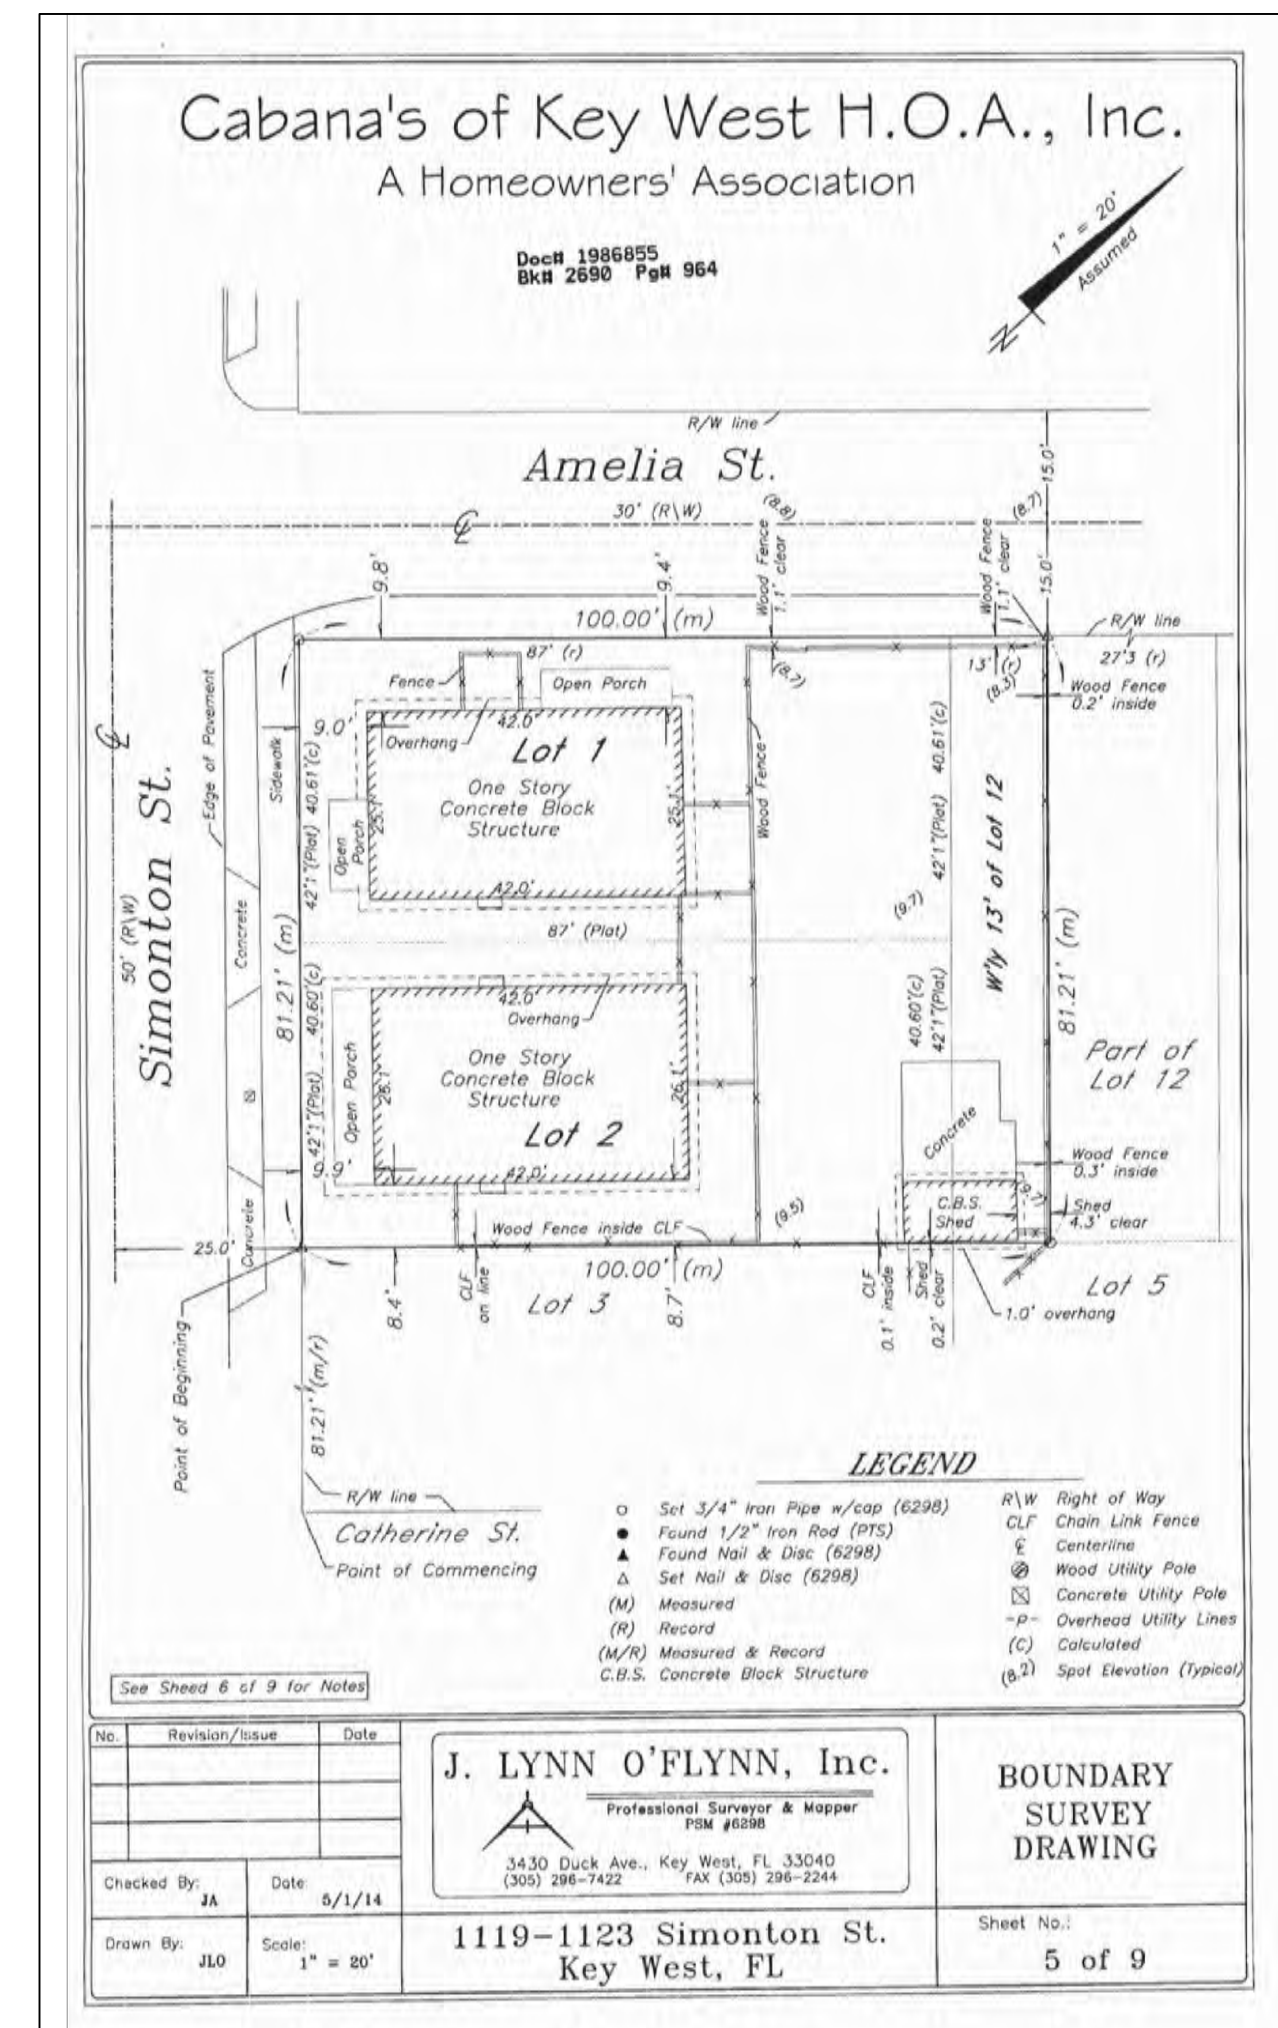 Cabana's of Key West H.O.A., Inc.
A Homeowners' Association
Doc# 1986855
Bk# 2690 Pg# 964
1" = 20'
Assumed
N
R/W line
Amelia St.
30' (R\W)
15.0'
15.0'
(8.8)
(8.7)
Wood Fence
1.1' clear
Wood Fence
1.1' clear
9.8'
9.4'
100.00' (m)
R/W line
87' (r)
13' (r)
27'3 (r)
(8.7)
(8.3)
Fence
Open Porch
Wood Fence
0.2' inside
9.0'
42.0'
Overhang
Lot 1
One Story
Concrete Block
Structure
25.1'
25.1'
42.0'
Open
Porch
Wood Fence
Edge of Pavement
Sidewalk
42'1"(Plat) 40.61'(c)
42'1"(Plat) 40.61'(c)
W'ly 13' of Lot 12
Simonton St.
50' (R\W)
Concrete
81.21' (m)
87' (Plat)
(9.7)
81.21' (m)
42'1"(Plat) 40.60'(c)
40.60'(c)
42'1"(Plat)
42.0'
Overhang
One Story
Concrete Block
Structure
Lot 2
26.1'
26.1'
42.0'
Open Porch
9.9'
Part of
Lot 12
Concrete
C.B.S.
Shed
Wood Fence
0.3' inside
Shed
4.3' clear
Wood Fence inside CLF
(9.5)
25.0'
Concrete
100.00' (m)
8.4'
CLF
on line
Lot 3
8.7'
CLF
0.1' inside
Shed
0.2' clear
1.0' overhang
Lot 5
Point of Beginning
81.21' (m/r)
R/W line
Catherine St.
Point of Commencing
LEGEND
Set 3/4" Iron Pipe w/cap (6298)
Found 1/2" Iron Rod (PTS)
Found Nail & Disc (6298)
Set Nail & Disc (6298)
(M) Measured
(R) Record
(M/R) Measured & Record
C.B.S. Concrete Block Structure
R\W Right of Way
CLF Chain Link Fence
Centerline
Wood Utility Pole
Concrete Utility Pole
-P- Overhead Utility Lines
(C) Calculated
(8.2) Spot Elevation (Typical)
See Sheed 6 of 9 for Notes
No. Revision/Issue Date
Checked By:
JA
Date:
5/1/14
Drawn By:
JLO
Scale:
1" = 20'
J. LYNN O'FLYNN, Inc.
Professional Surveyor & Mapper
PSM #6298
3430 Duck Ave., Key West, FL 33040
(305) 296-7422 FAX (305) 296-2244
1119-1123 Simonton St.
Key West, FL
BOUNDARY
SURVEY
DRAWING
Sheet No.:
5 of 9